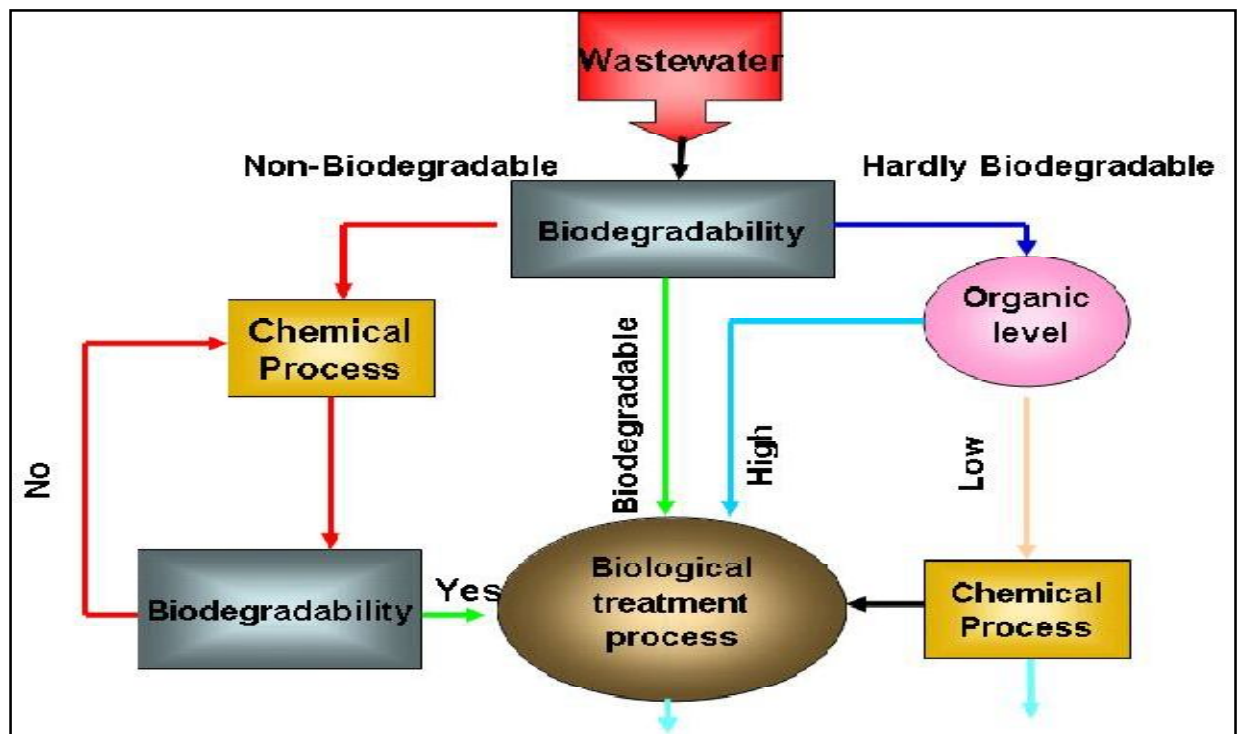 Wastewater
Non-Biodegradable
Hardly Biodegradable
Biodegradability
Organic
level
Chemical
Process
Biodegradable
High
Low
No
Biodegradability
Yes
Biological
treatment
process
Chemical
Process